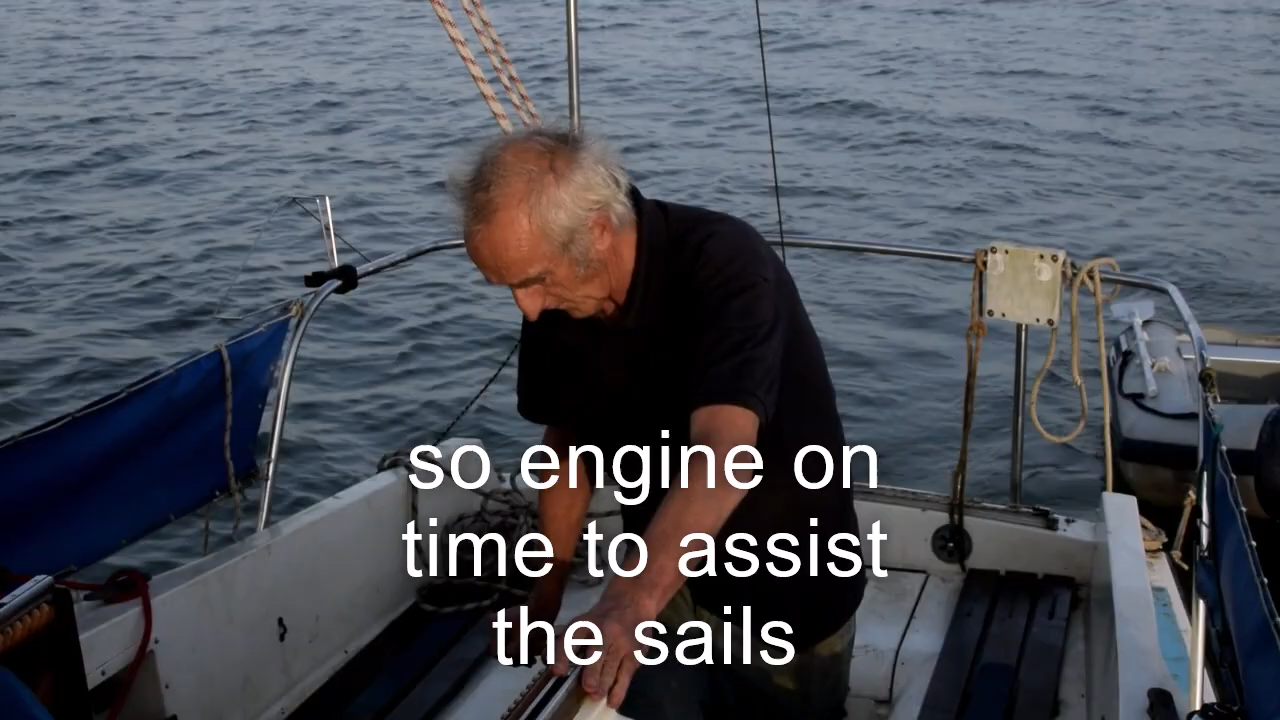 so engine on
time to assist
the sails